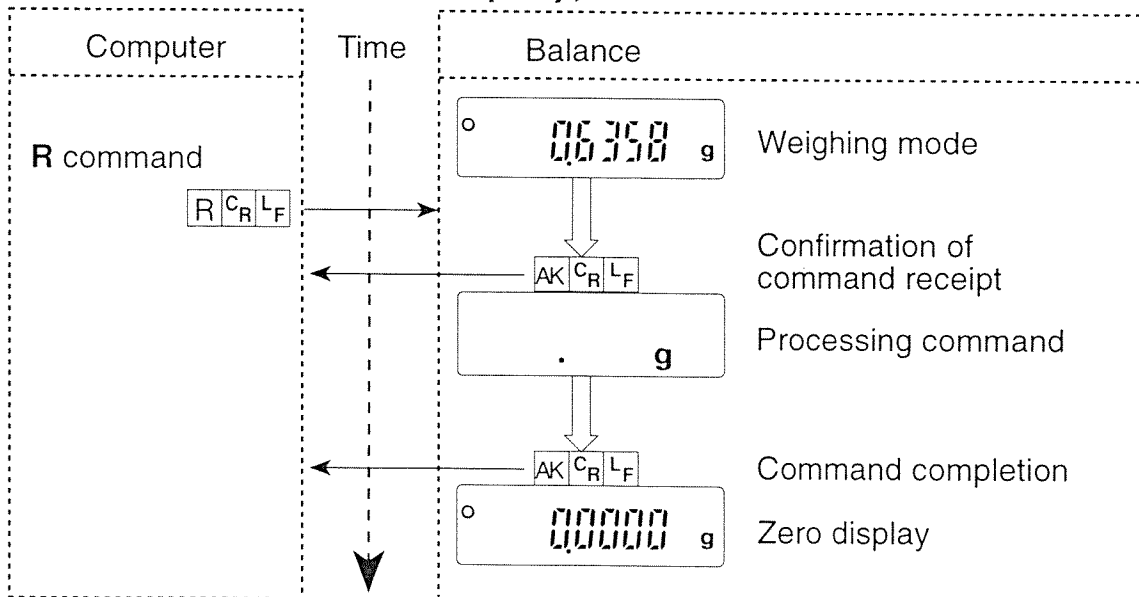 Computer Time Balance
0.6358 g Weighing mode
R command
R CR LF
Confirmation of
AK CR LF command receipt
. g Processing command
AK CR LF Command completion
0.0000 g Zero display